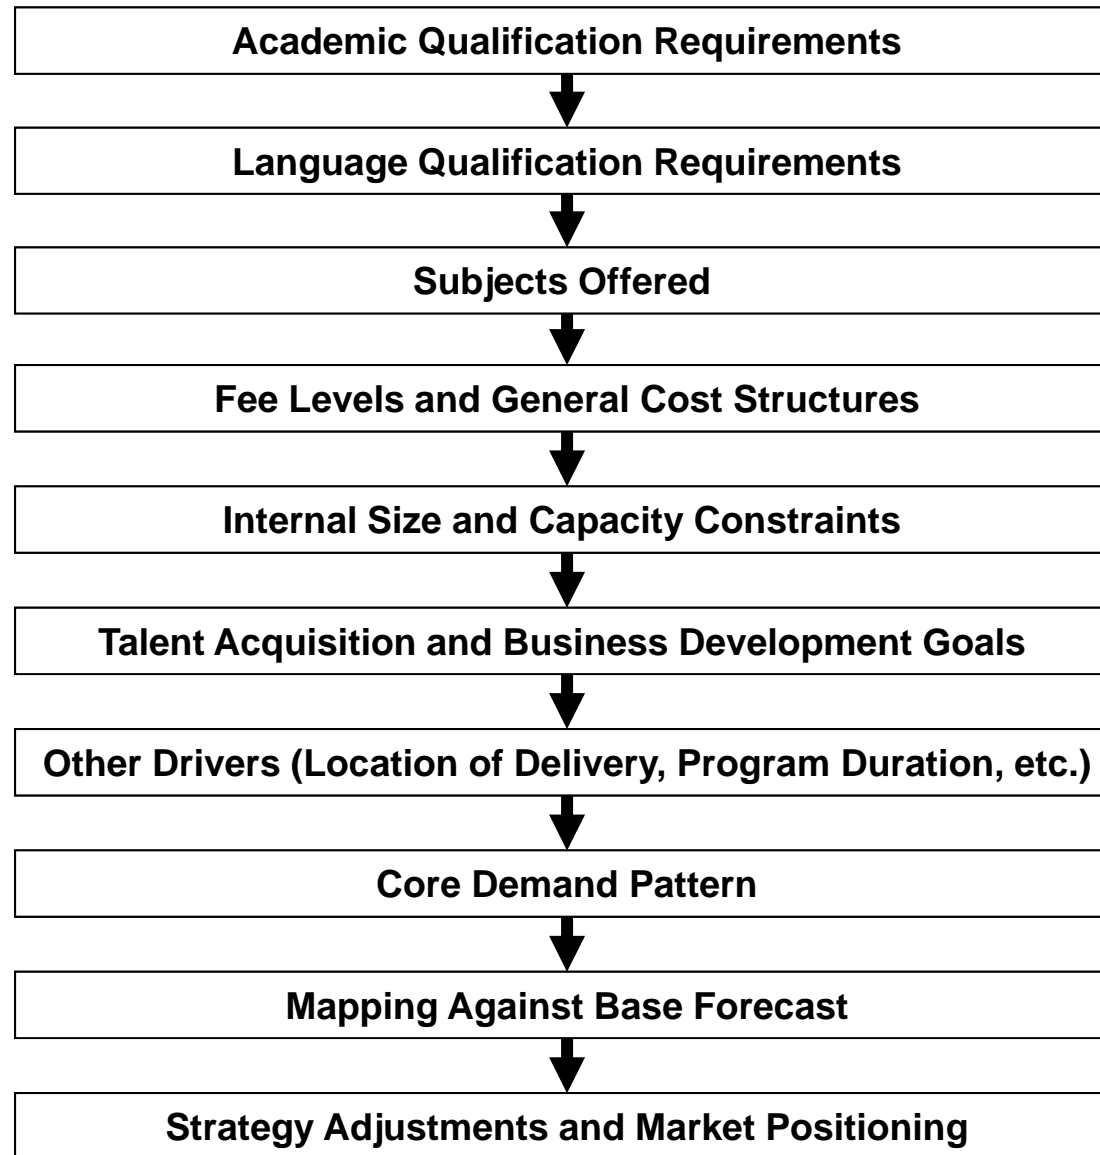 Academic Qualification Requirements
Language Qualification Requirements
Subjects Offered
Fee Levels and General Cost Structures
Internal Size and Capacity Constraints
Talent Acquisition and Business Development Goals
Other Drivers (Location of Delivery, Program Duration, etc.)
Core Demand Pattern
Mapping Against Base Forecast
Strategy Adjustments and Market Positioning